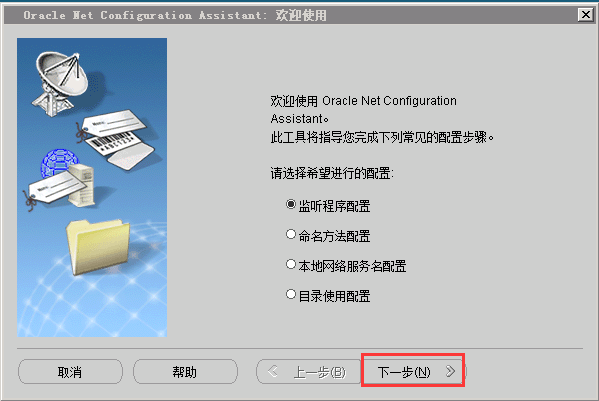 Oracle Net Configuration Assistant: 欢迎使用
欢迎使用 Oracle Net Configuration
Assistant。
此工具将指导您完成下列常见的配置步骤。
请选择希望进行的配置:
监听程序配置
命名方法配置
本地网络服务名配置
目录使用配置
取消
帮助
上一步(B)
下一步(N)